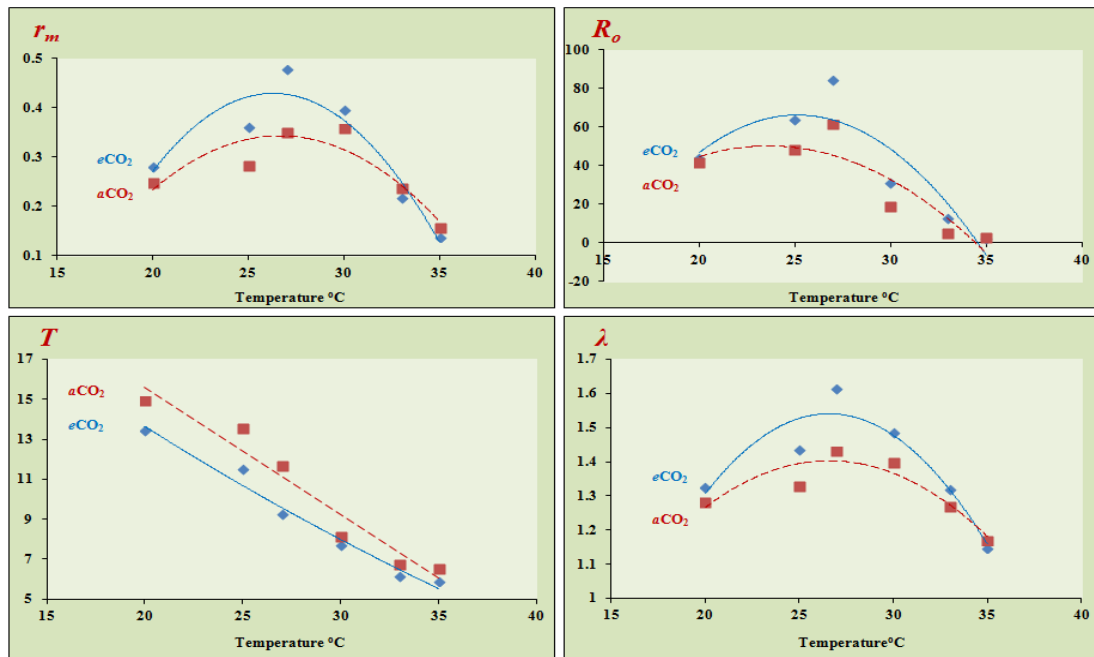 rm
0.5
0.4
0.3
0.2
0.1
eCO2
aCO2
15 20 25 30 35 40
Temperature °C
Ro
100
80
60
40
20
0
-20
eCO2
aCO2
15 20 25 30 35 40
Temperature °C
T
17
15
13
11
9
7
5
aCO2
eCO2
15 20 25 30 35 40
Temperature °C
λ
1.7
1.6
1.5
1.4
1.3
1.2
1.1
1
eCO2
aCO2
15 20 25 30 35 40
Temperature°C